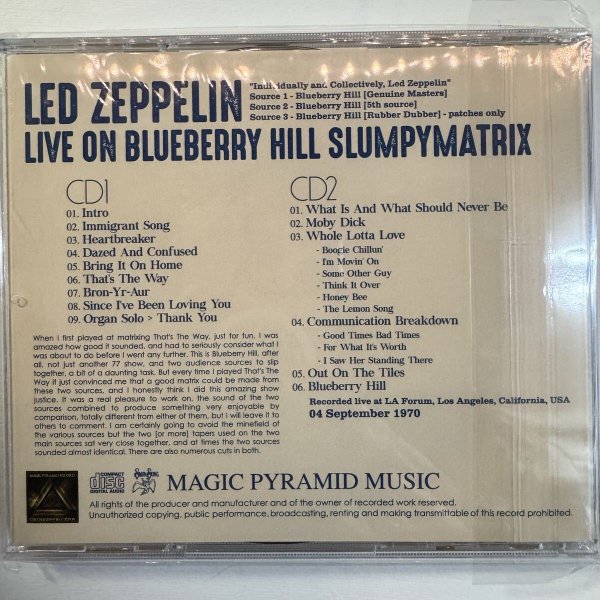 LED ZEPPELIN
"Individually and Collectively, Led Zeppelin"
Source 1 - Blueberry Hill [Genuine Masters]
Source 2 - Blueberry Hill [5th source]
Source 3 - Blueberry Hill [Rubber Dubber] - patches only
LIVE ON BLUEBERRY HILL SLUMPYMATRIX
CD1
01. Intro
02. Immigrant Song
03. Heartbreaker
04. Dazed And Confused
05. Bring It On Home
06. That's The Way
07. Bron-Yr-Aur
08. Since I've Been Loving You
09. Organ Solo > Thank You
When I first played at matrixing That's The Way, just for fun, I was
amazed how good it sounded, and had to seriously consider what I
was about to do before I went any further. This is Blueberry Hill, after
all, not just another 77 show, and two audience sources to slip
together, a bit of a daunting task. But every time I played That's The
Way it just convinced me that a good matrix could be made from
these two sources, and I honestly think I did this amazing show
justice. It was a real pleasure to work on, the sound of the two
sources combined to produce something very enjoyable by
comparison, totally different from either of them, but I will leave it to
others to comment. I am certainly going to avoid the minefield of
the various sources but the two [or more] tapers used on the two
main sources sat very close together, and at times the two sources
sounded almost identical. There are also numerous cuts in both.
CD2
01. What Is And What Should Never Be
02. Moby Dick
03. Whole Lotta Love
- Boogie Chillun'
- I'm Movin' On
- Some Other Guy
- Think It Over
- Honey Bee
- The Lemon Song
04. Communication Breakdown
- Good Times Bad Times
- For What It's Worth
- I Saw Her Standing There
05. Out On The Tiles
06. Blueberry Hill
Recorded live at LA Forum, Los Angeles, California, USA
04 September 1970
COMPACT
disc
DIGITAL AUDIO
MAGIC PYRAMID MUSIC
All rights of the producer and manufacturer and of the owner of recorded work reserved.
Unauthorized copying, public performance, broadcasting, renting and making transmittable of this record prohibited.